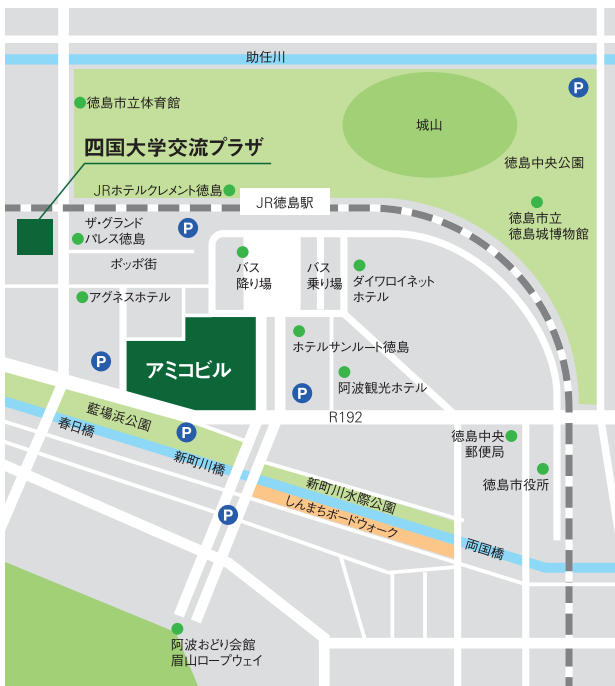 助任川
P
徳島市立体育館
城山
四国大学交流プラザ
徳島中央公園
JRホテルクレメント徳島
JR徳島駅
徳島市立
徳島城博物館
ザ・グランド
パレス徳島
P
ポッポ街
バス
降り場
バス
乗り場
ダイワロイネット
ホテル
アグネスホテル
ホテルサンルート徳島
P
アミコビル
阿波観光ホテル
P
R192
藍場浜公園
春日橋
P
徳島中央
郵便局
新町川橋
徳島市役所
新町川水際公園
しんまちボードウォーク
P
両国橋
阿波おどり会館
眉山ロープウェイ